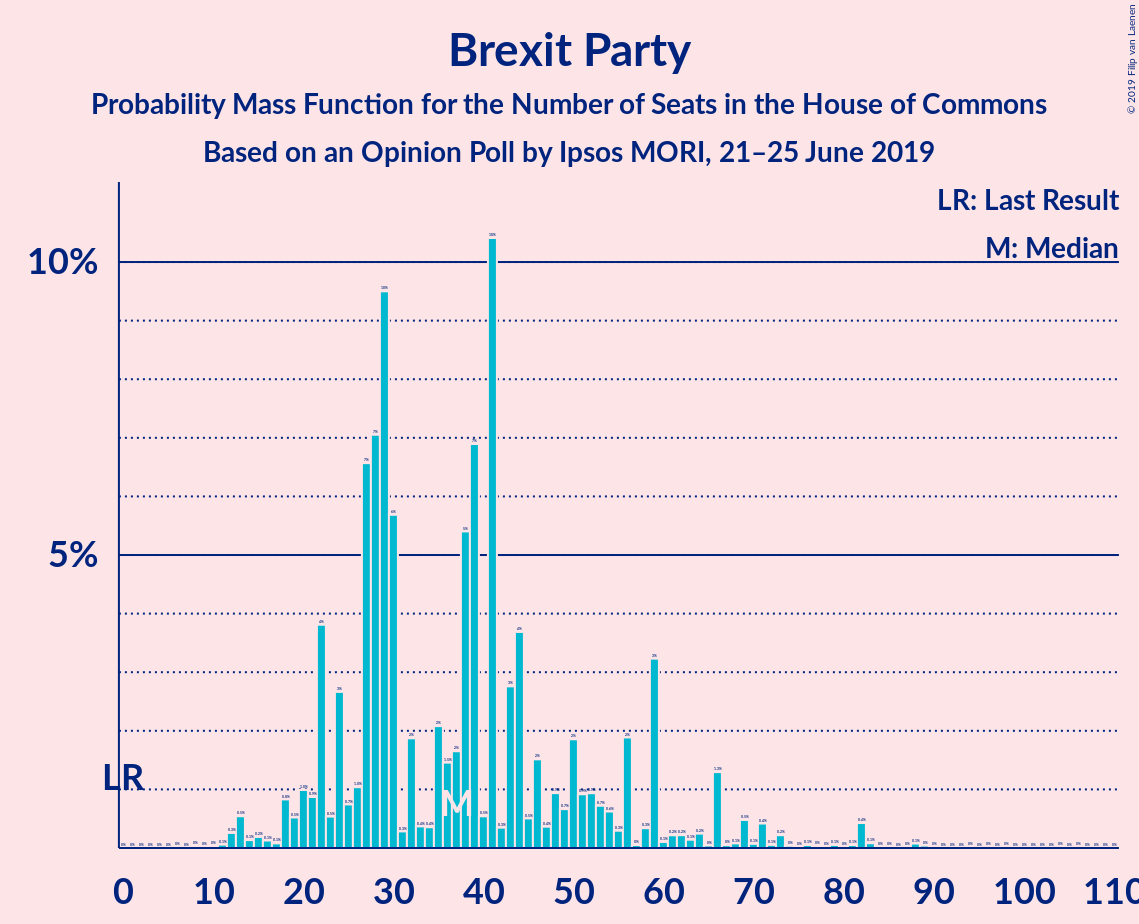 Brexit Party
Probability Mass Function for the Number of Seats in the House of Commons
Based on an Opinion Poll by Ipsos MORI, 21–25 June 2019
© 2019 Filip van Laenen
LR: Last Result
M: Median
10%
5%
LR
M
0 10 20 30 40 50 60 70 80 90 100 110